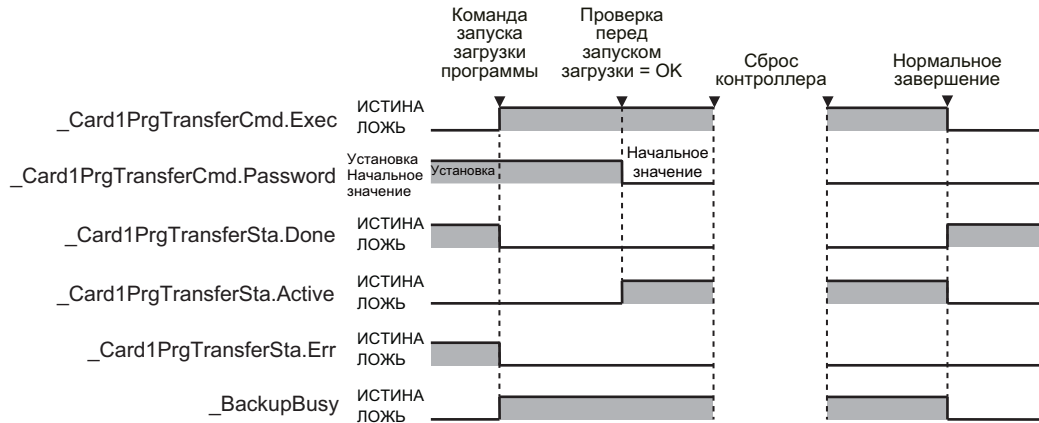 Команда
запуска
загрузки
программы
Проверка
перед
запуском
загрузки = OK
Сброс
контроллера
Нормальное
завершение
_Card1PrgTransferCmd.Exec
ИСТИНА
ЛОЖЬ
_Card1PrgTransferCmd.Password
Установка
Начальное
значение
Установка
Начальное
значение
_Card1PrgTransferSta.Done
ИСТИНА
ЛОЖЬ
_Card1PrgTransferSta.Active
ИСТИНА
ЛОЖЬ
_Card1PrgTransferSta.Err
ИСТИНА
ЛОЖЬ
_BackupBusy
ИСТИНА
ЛОЖЬ